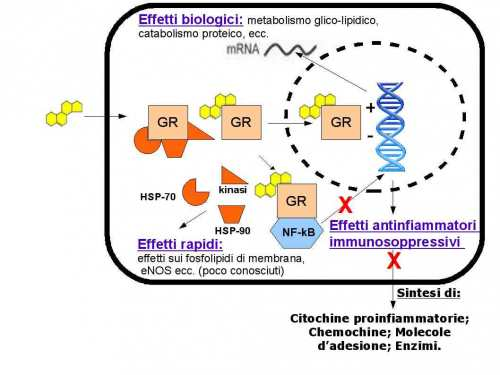 Effetti biologici: metabolismo glico-lipidico,
catabolismo proteico, ecc.
mRNA
GR
GR
GR
+
-
HSP-70
kinasi
HSP-90
GR
NF-kB
X
Effetti rapidi:
effetti sui fosfolipidi di membrana,
eNOS ecc. (poco conosciuti)
Effetti antinfiammatori
immunosoppressivi
X
Sintesi di:
Citochine proinfiammatorie;
Chemochine; Molecole
d'adesione; Enzimi.